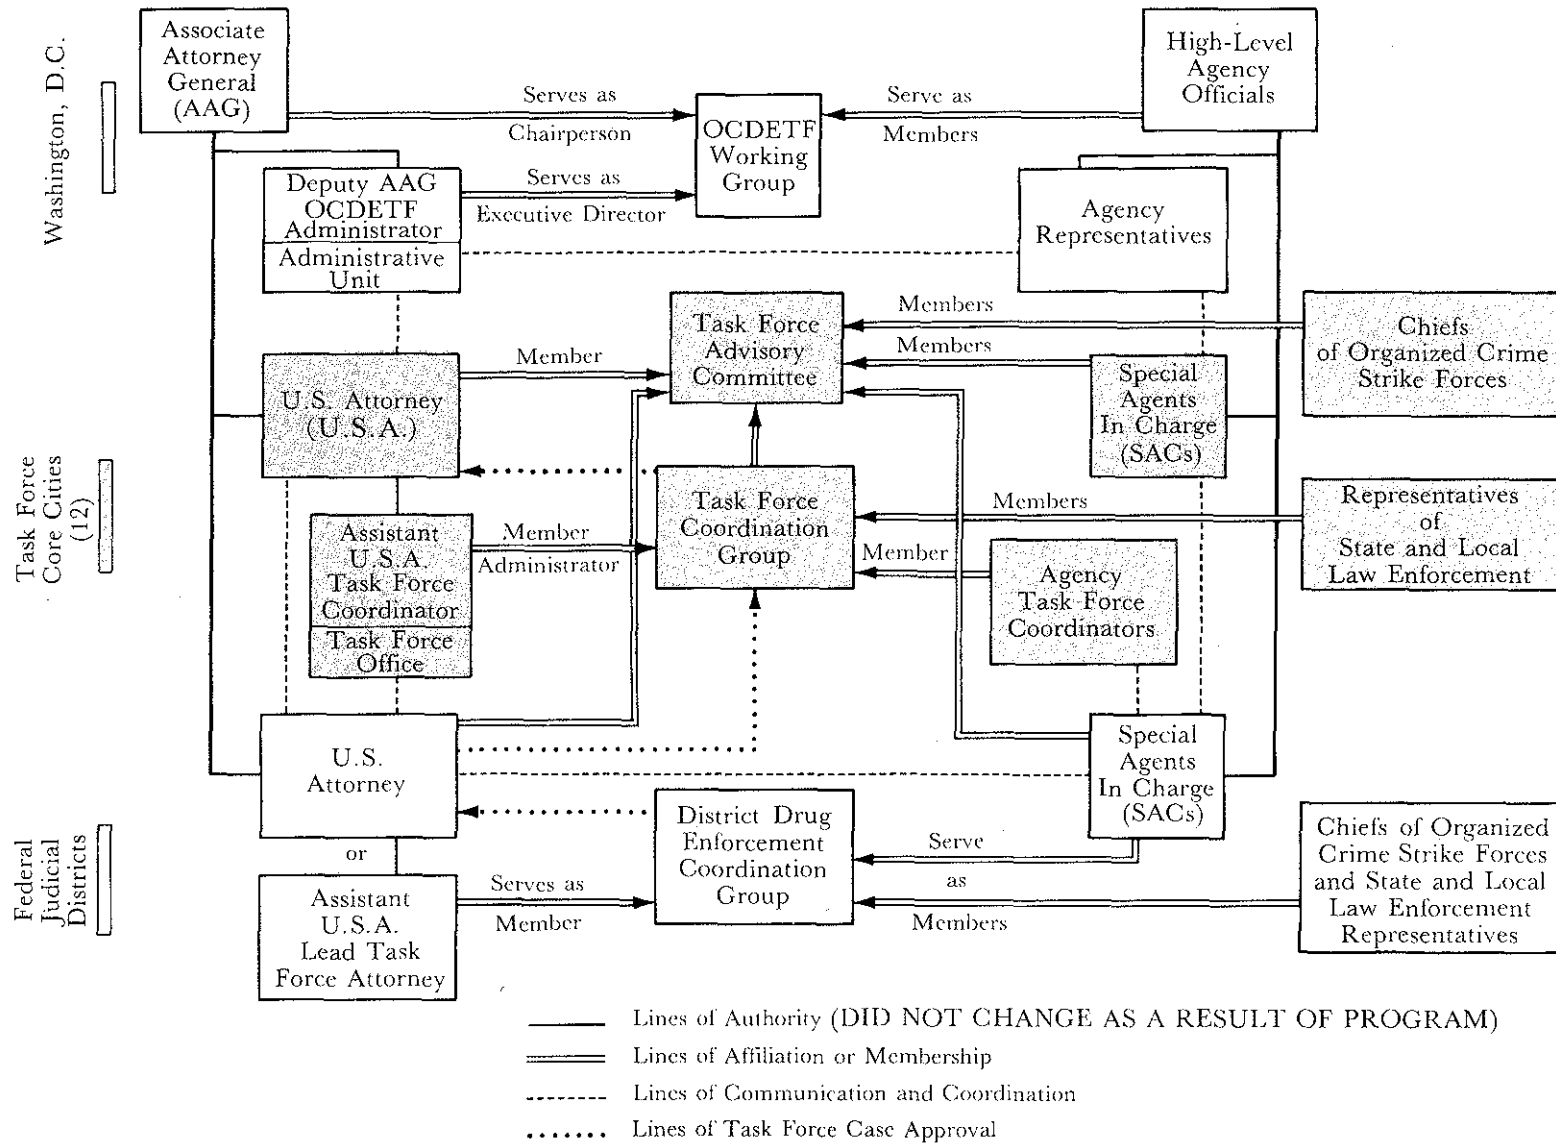 Washington, D.C.
Associate
Attorney
General
(AAG)
Serves as
Chairperson
OCDETF
Working
Group
Serve as
Members
High-Level
Agency
Officials
Deputy AAG
OCDETF
Administrator
Administrative
Unit
Serves as
Executive Director
Agency
Representatives
Task Force
Core Cities
(12)
U.S. Attorney
(U.S.A.)
Member
Task Force
Advisory
Committee
Members
Members
Special
Agents
In Charge
(SACs)
Chiefs
of Organized Crime
Strike Forces
Assistant
U.S.A.
Task Force
Coordinator
Task Force
Office
Member
Administrator
Task Force
Coordination
Group
Members
Member
Agency
Task Force
Coordinators
Representatives
of
State and Local
Law Enforcement
Federal
Judicial
Districts
U.S.
Attorney
or
Assistant
U.S.A.
Lead Task
Force Attorney
Serves as
Member
District Drug
Enforcement
Coordination
Group
Serve
as
Members
Special
Agents
In Charge
(SACs)
Chiefs of Organized
Crime Strike Forces
and State and Local
Law Enforcement
Representatives
Lines of Authority (DID NOT CHANGE AS A RESULT OF PROGRAM)
Lines of Affiliation or Membership
Lines of Communication and Coordination
Lines of Task Force Case Approval